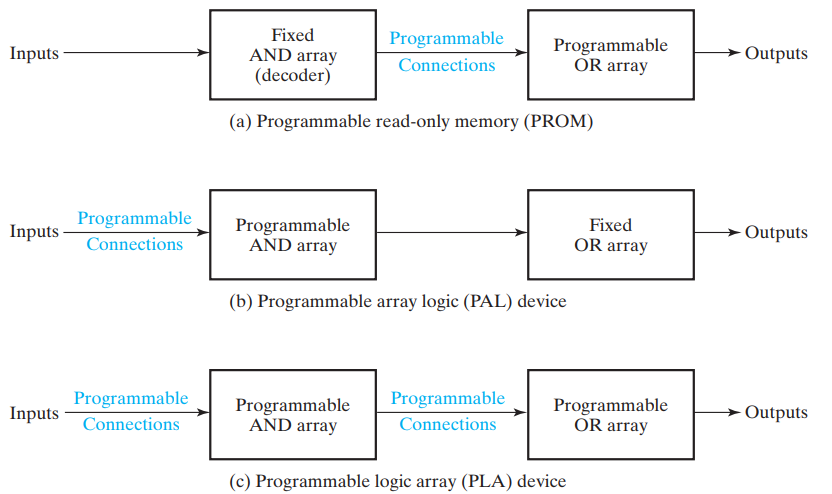 Inputs
Fixed
AND array
(decoder)
Programmable
Connections
Programmable
OR array
Outputs
(a) Programmable read-only memory (PROM)
Inputs
Programmable
Connections
Programmable
AND array
Fixed
OR array
Outputs
(b) Programmable array logic (PAL) device
Inputs
Programmable
Connections
Programmable
AND array
Programmable
Connections
Programmable
OR array
Outputs
(c) Programmable logic array (PLA) device